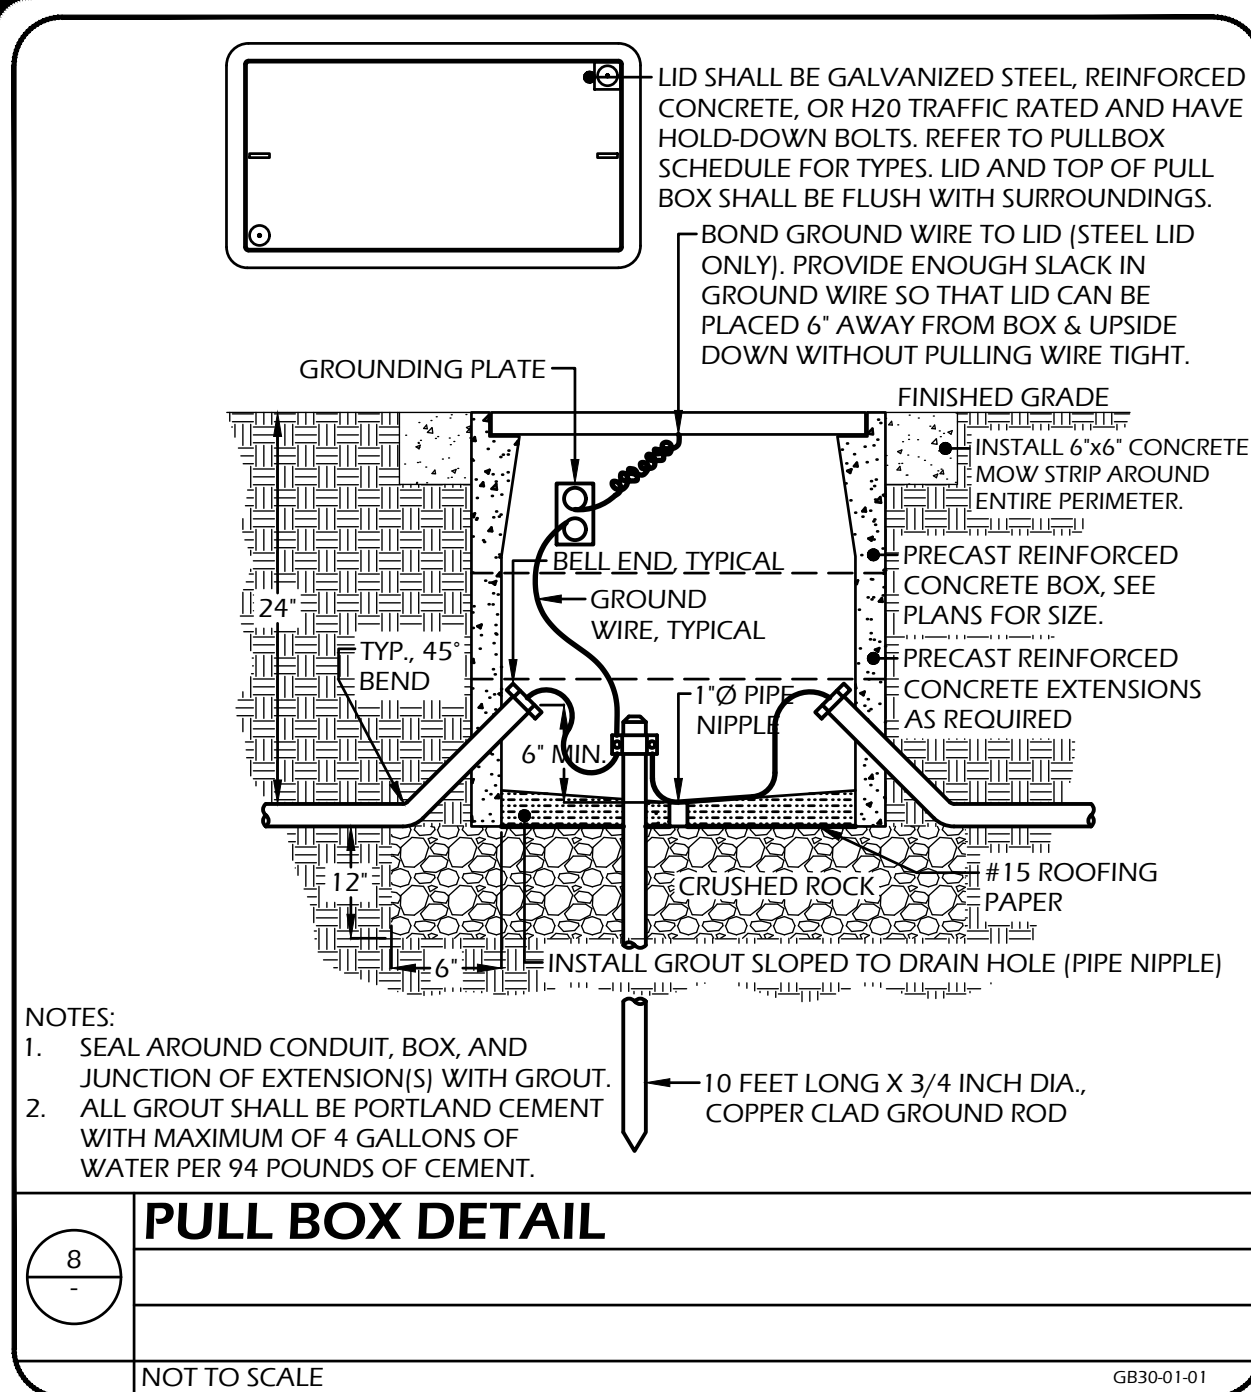 LID SHALL BE GALVANIZED STEEL, REINFORCED
CONCRETE, OR H20 TRAFFIC RATED AND HAVE
HOLD-DOWN BOLTS. REFER TO PULLBOX
SCHEDULE FOR TYPES. LID AND TOP OF PULL
BOX SHALL BE FLUSH WITH SURROUNDINGS.
BOND GROUND WIRE TO LID (STEEL LID
ONLY). PROVIDE ENOUGH SLACK IN
GROUND WIRE SO THAT LID CAN BE
PLACED 6" AWAY FROM BOX & UPSIDE
DOWN WITHOUT PULLING WIRE TIGHT.
GROUNDING PLATE
FINISHED GRADE
INSTALL 6"x6" CONCRETE
MOW STRIP AROUND
ENTIRE PERIMETER.
BELL END, TYPICAL
PRECAST REINFORCED
CONCRETE BOX, SEE
PLANS FOR SIZE.
24"
GROUND
WIRE, TYPICAL
TYP., 45°
BEND
PRECAST REINFORCED
CONCRETE EXTENSIONS
AS REQUIRED
1"Ø PIPE
NIPPLE
6" MIN.
12"
CRUSHED ROCK
#15 ROOFING
PAPER
6"
INSTALL GROUT SLOPED TO DRAIN HOLE (PIPE NIPPLE)
NOTES:
1. SEAL AROUND CONDUIT, BOX, AND
JUNCTION OF EXTENSION(S) WITH GROUT.
2. ALL GROUT SHALL BE PORTLAND CEMENT
WITH MAXIMUM OF 4 GALLONS OF
WATER PER 94 POUNDS OF CEMENT.
10 FEET LONG X 3/4 INCH DIA.,
COPPER CLAD GROUND ROD
8
-
PULL BOX DETAIL
NOT TO SCALE
GB30-01-01